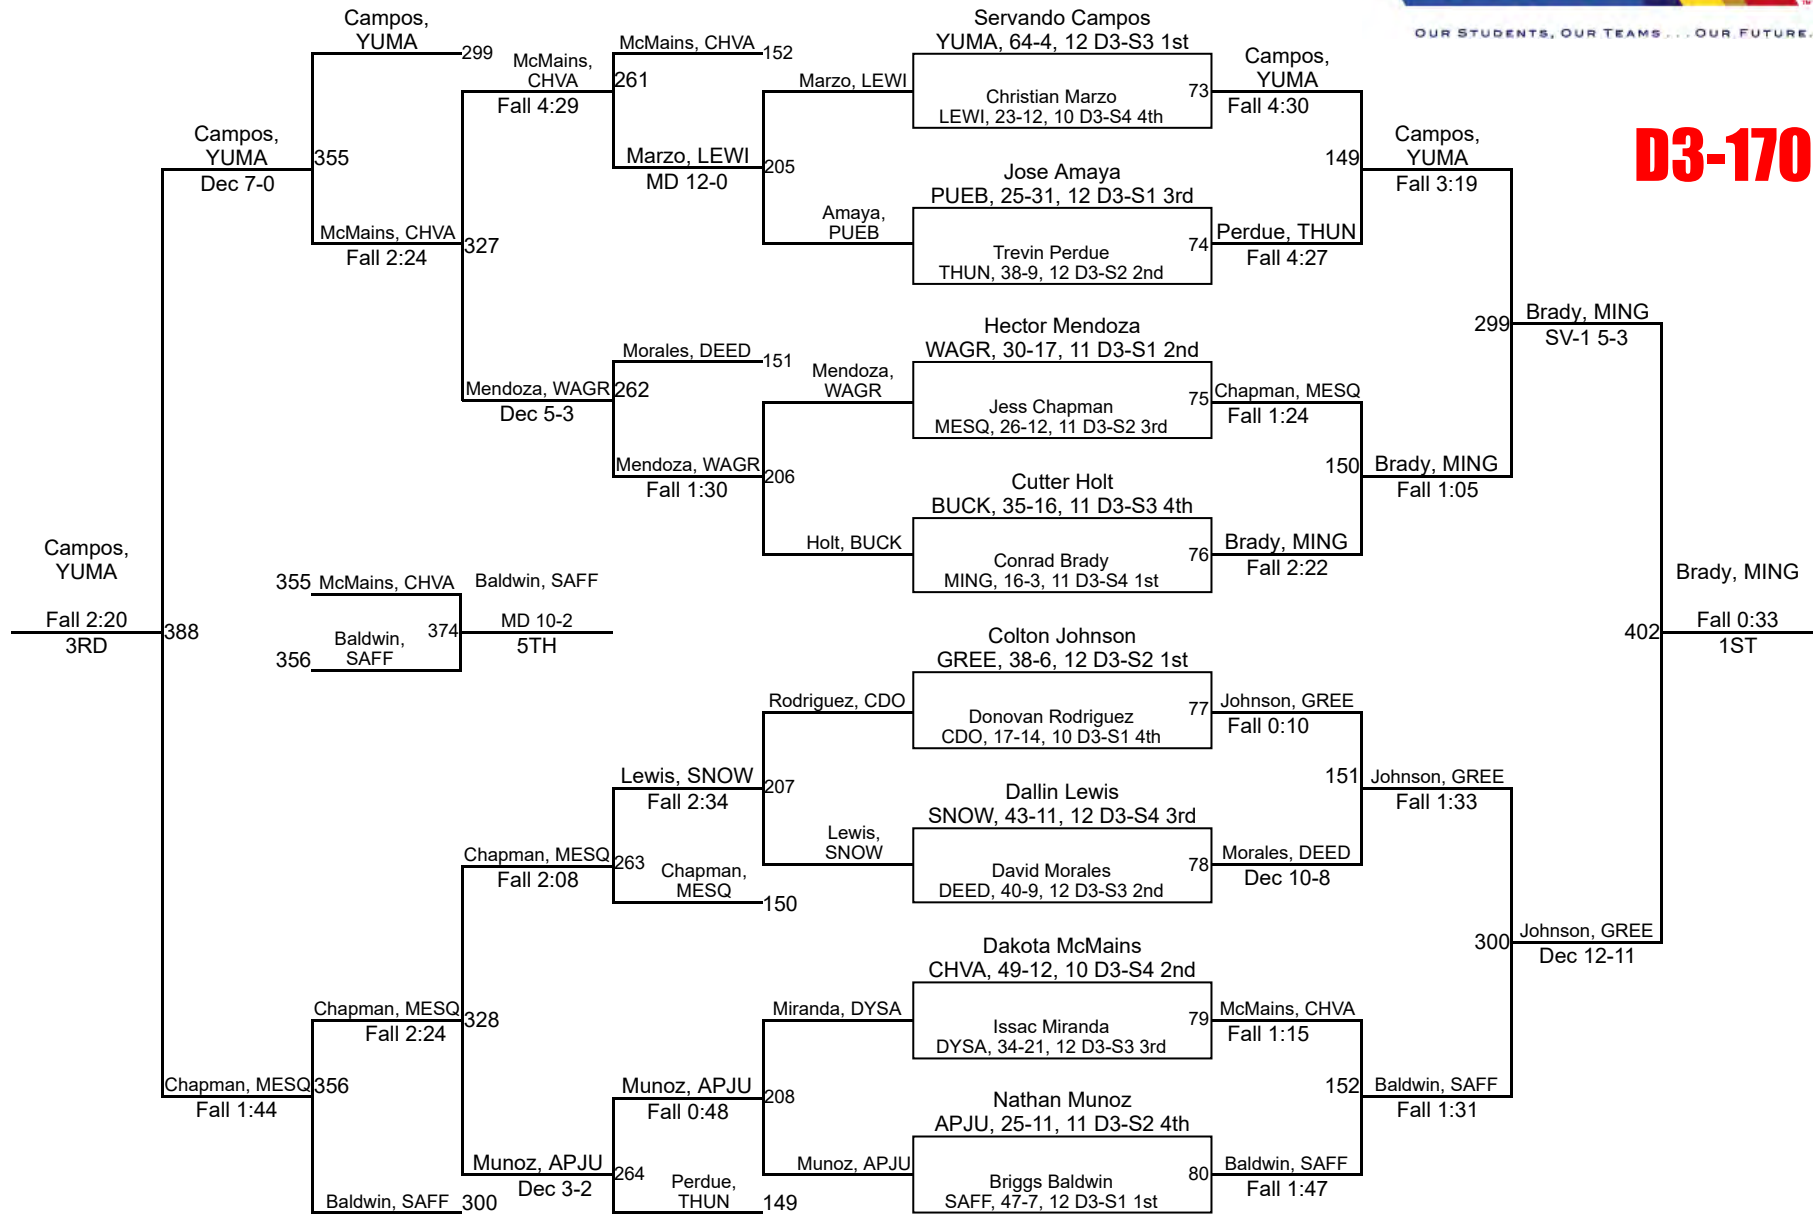 OUR STUDENTS, OUR TEAMS ... OUR FUTURE.
D3-170
Servando Campos
YUMA, 64-4, 12 D3-S3 1st
Christian Marzo
LEWI, 23-12, 10 D3-S4 4th
73
Jose Amaya
PUEB, 25-31, 12 D3-S1 3rd
Trevin Perdue
THUN, 38-9, 12 D3-S2 2nd
74
Hector Mendoza
WAGR, 30-17, 11 D3-S1 2nd
Jess Chapman
MESQ, 26-12, 11 D3-S2 3rd
75
Cutter Holt
BUCK, 35-16, 11 D3-S3 4th
Conrad Brady
MING, 16-3, 11 D3-S4 1st
76
Colton Johnson
GREE, 38-6, 12 D3-S2 1st
Donovan Rodriguez
CDO, 17-14, 10 D3-S1 4th
77
Dallin Lewis
SNOW, 43-11, 12 D3-S4 3rd
David Morales
DEED, 40-9, 12 D3-S3 2nd
78
Dakota McMains
CHVA, 49-12, 10 D3-S4 2nd
Issac Miranda
DYSA, 34-21, 12 D3-S3 3rd
79
Nathan Munoz
APJU, 25-11, 11 D3-S2 4th
Briggs Baldwin
SAFF, 47-7, 12 D3-S1 1st
80
Campos,
YUMA
Fall 4:30
149
Perdue, THUN
Fall 4:27
Chapman, MESQ
Fall 1:24
150
Brady, MING
Fall 2:22
Johnson, GREE
Fall 0:10
151
Morales, DEED
Dec 10-8
McMains, CHVA
Fall 1:15
152
Baldwin, SAFF
Fall 1:47
Campos,
YUMA
Fall 3:19
299
Brady, MING
Fall 1:05
Johnson, GREE
Fall 1:33
300
Baldwin, SAFF
Fall 1:31
Brady, MING
SV-1 5-3
402
Johnson, GREE
Dec 12-11
Brady, MING
Fall 0:33
1ST
Marzo, LEWI
205
Amaya,
PUEB
Mendoza,
WAGR
206
Holt, BUCK
Rodriguez, CDO
207
Lewis,
SNOW
Miranda, DYSA
208
Munoz, APJU
McMains, CHVA
152
261
Marzo, LEWI
MD 12-0
Morales, DEED
151
262
Mendoza, WAGR
Fall 1:30
Lewis, SNOW
Fall 2:34
263
Chapman,
MESQ
150
Munoz, APJU
Fall 0:48
264
Perdue,
THUN
149
McMains,
CHVA
Fall 4:29
327
Mendoza, WAGR
Dec 5-3
Chapman, MESQ
Fall 2:08
328
Munoz, APJU
Dec 3-2
Campos,
YUMA
299
355
McMains, CHVA
Fall 2:24
Chapman, MESQ
Fall 2:24
356
Baldwin, SAFF
300
Campos,
YUMA
Dec 7-0
388
Chapman, MESQ
Fall 1:44
Campos,
YUMA
Fall 2:20
3RD
355
McMains, CHVA
374
356
Baldwin,
SAFF
Baldwin, SAFF
MD 10-2
5TH